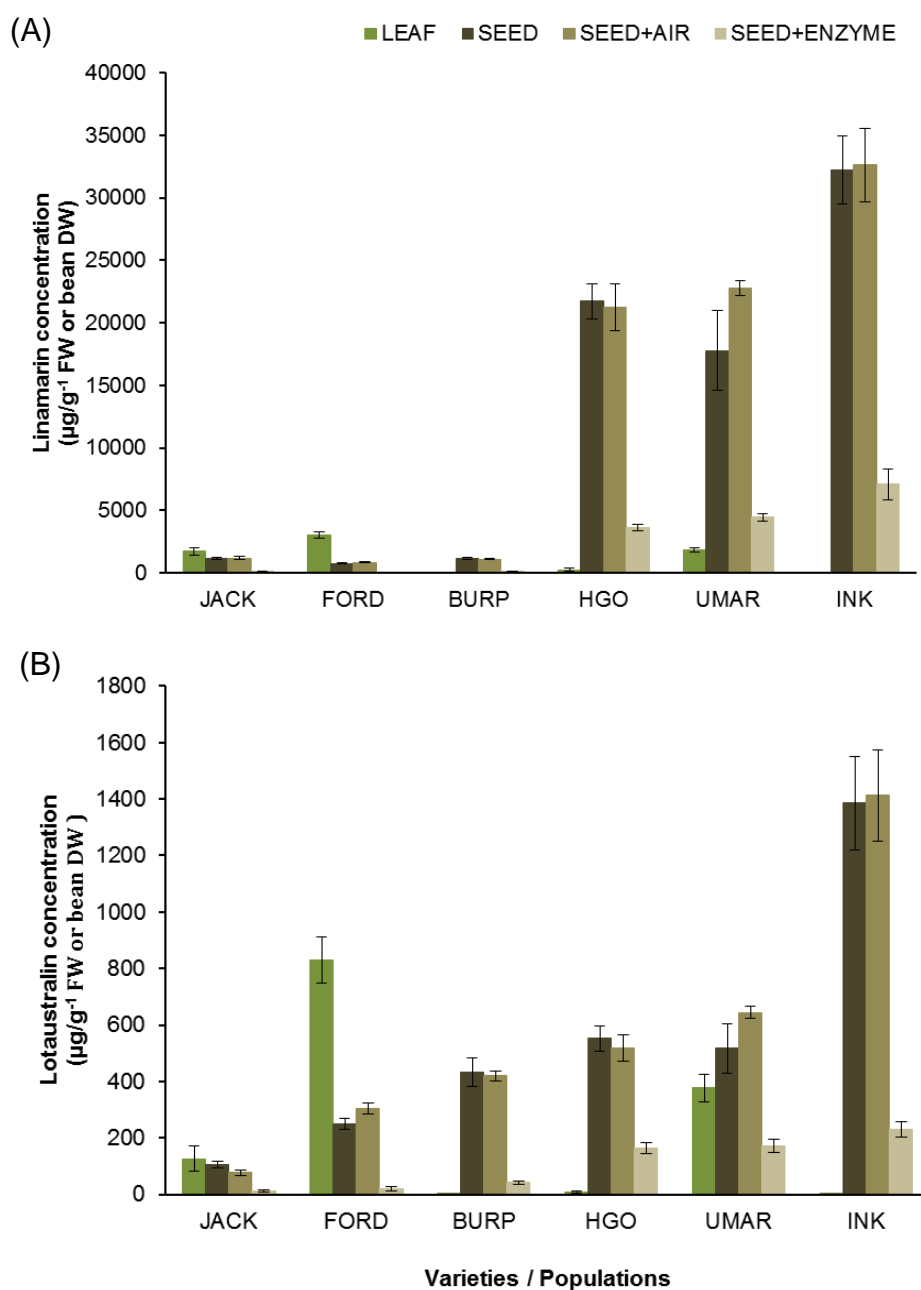 (A)
LEAF SEED SEED+AIR SEED+ENZYME
40000
35000
30000
25000
20000
15000
10000
5000
0
Linamarin concentration
(µg/g⁻¹ FW or bean DW)
JACK FORD BURP HGO UMAR INK
(B)
1800
1600
1400
1200
1000
800
600
400
200
0
Lotaustralin concentration
(µg/g⁻¹ FW or bean DW )
JACK FORD BURP HGO UMAR INK
Varieties / Populations